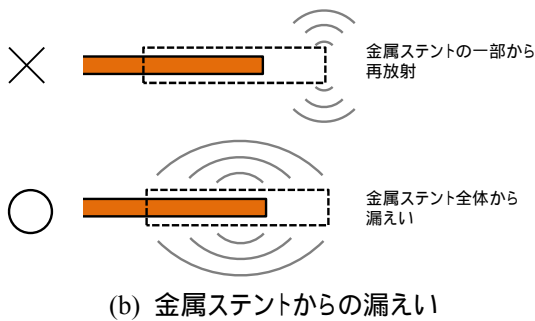 金属ステントの一部から
再放射
金属ステント全体から
漏えい
(b) 金属ステントからの漏えい